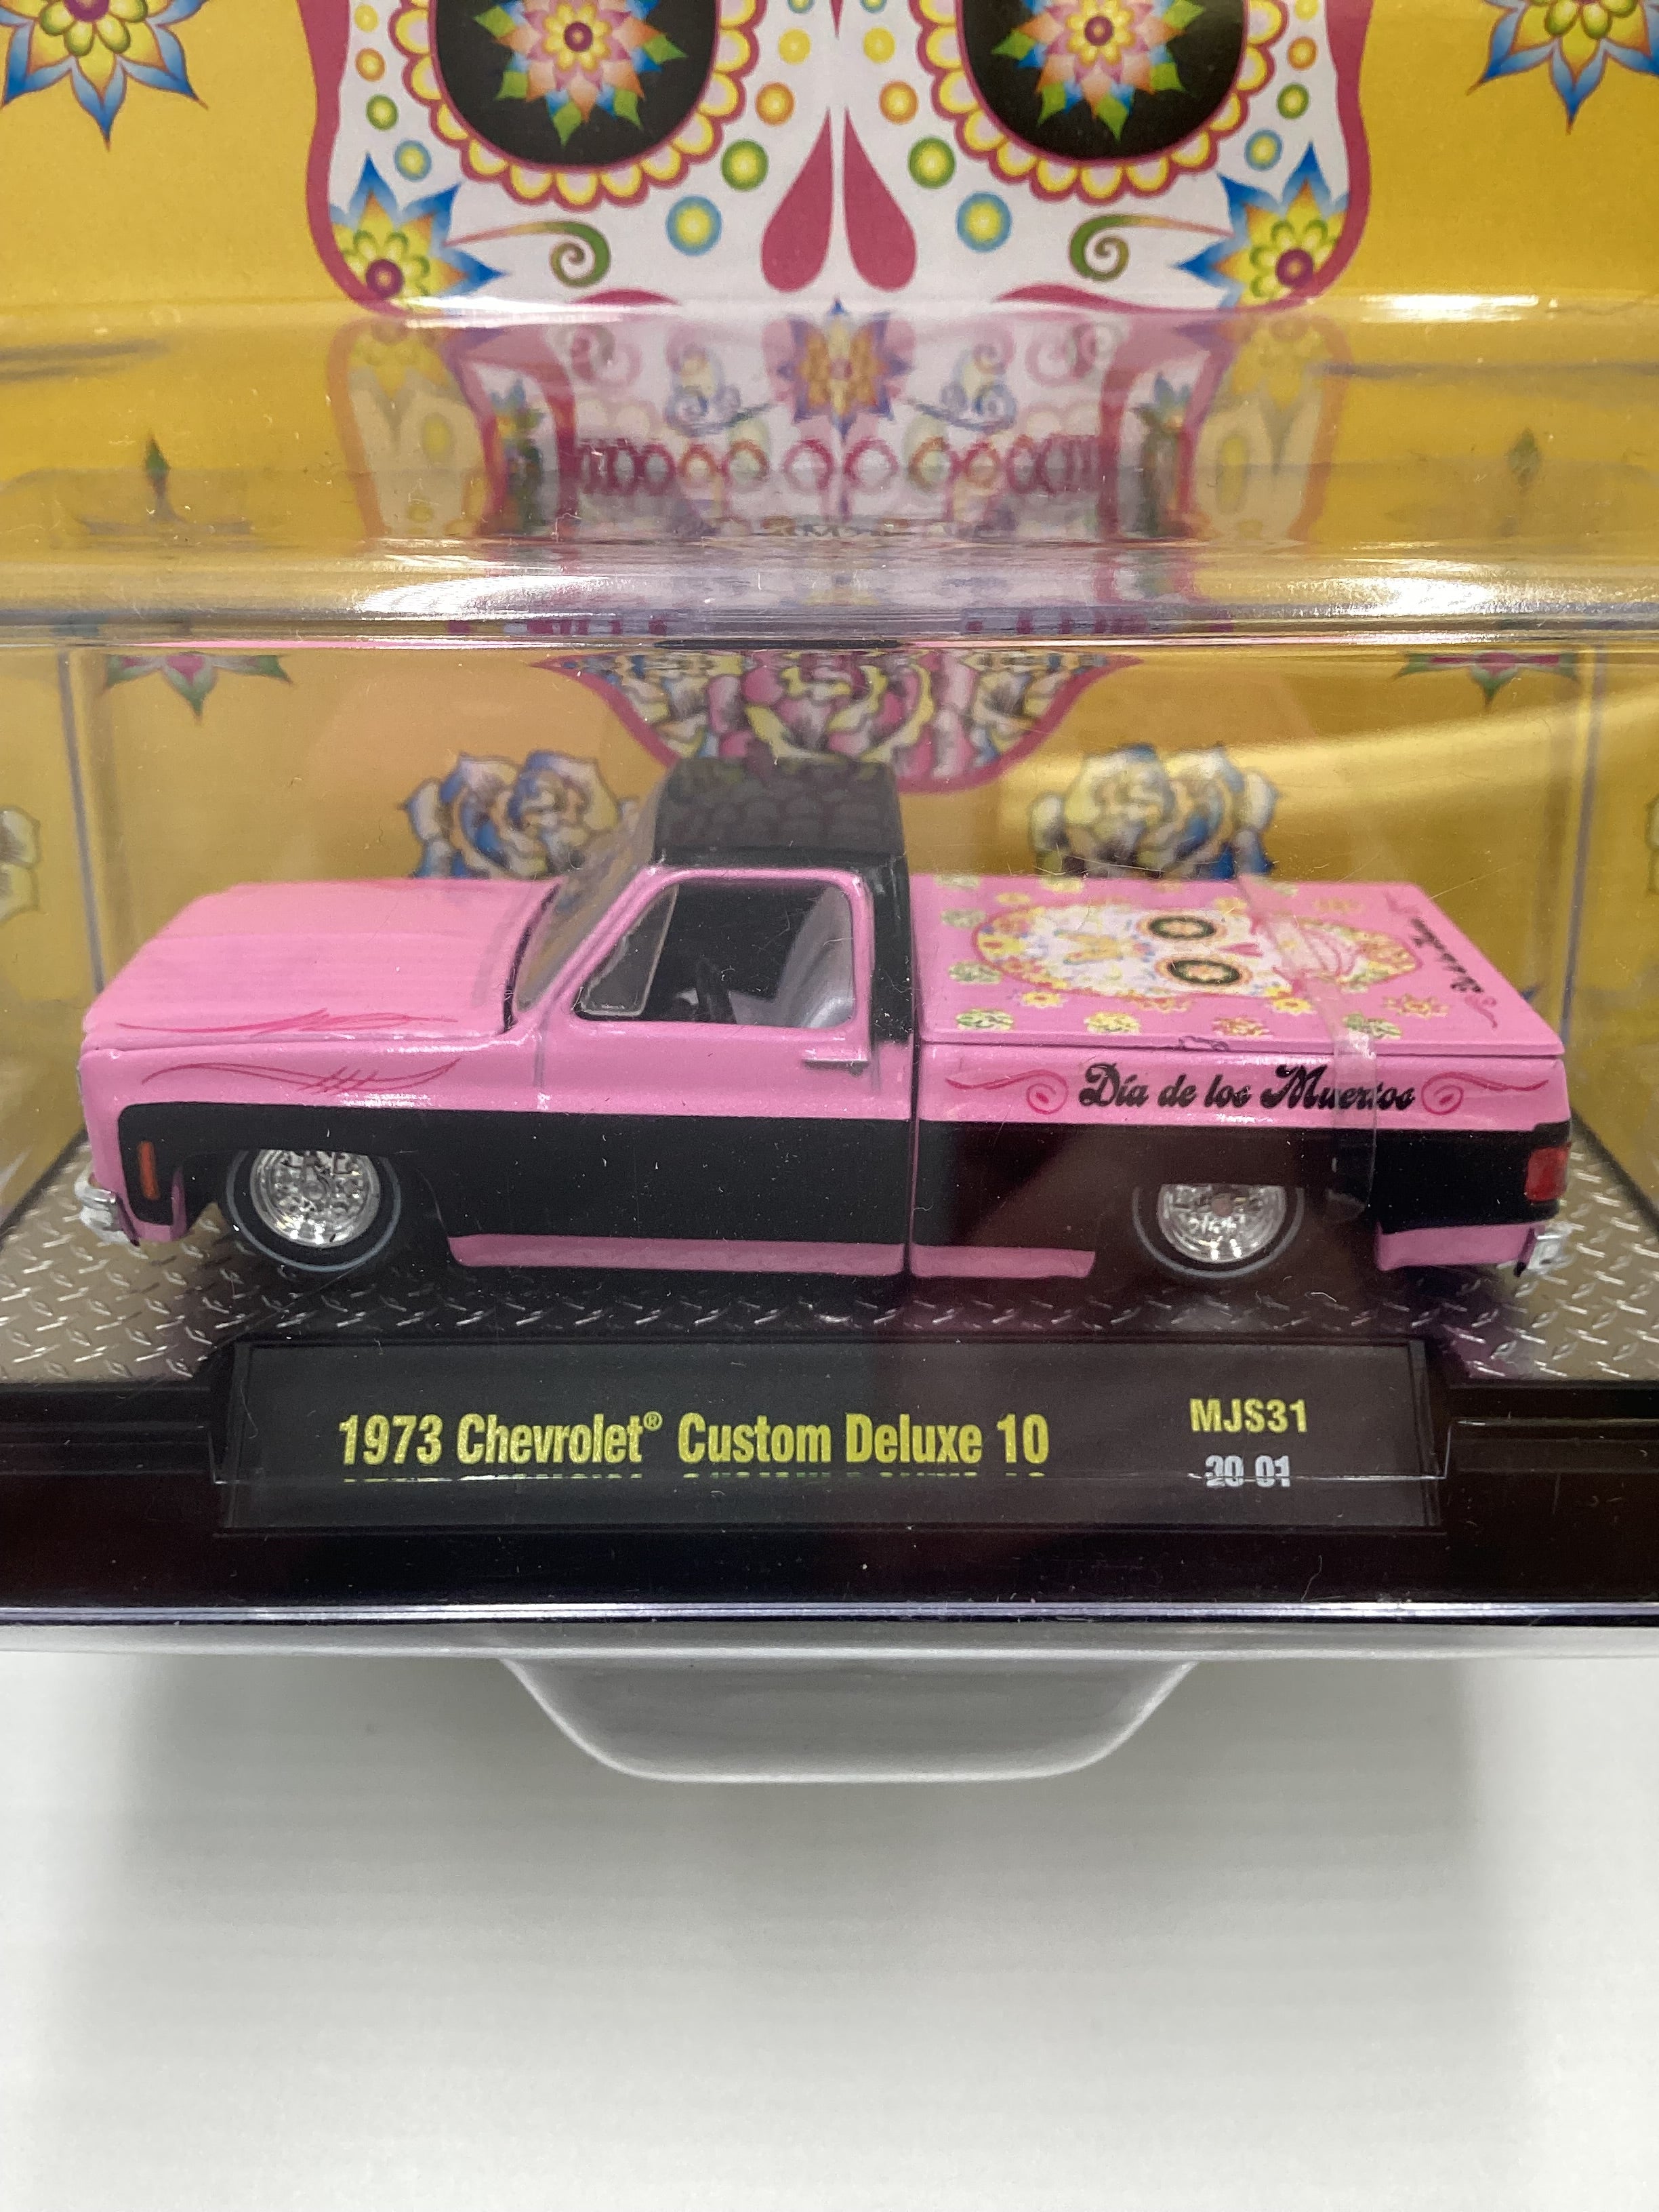 Día de los Muertos
1973 Chevrolet® Custom Deluxe 10
MJS31
20-01